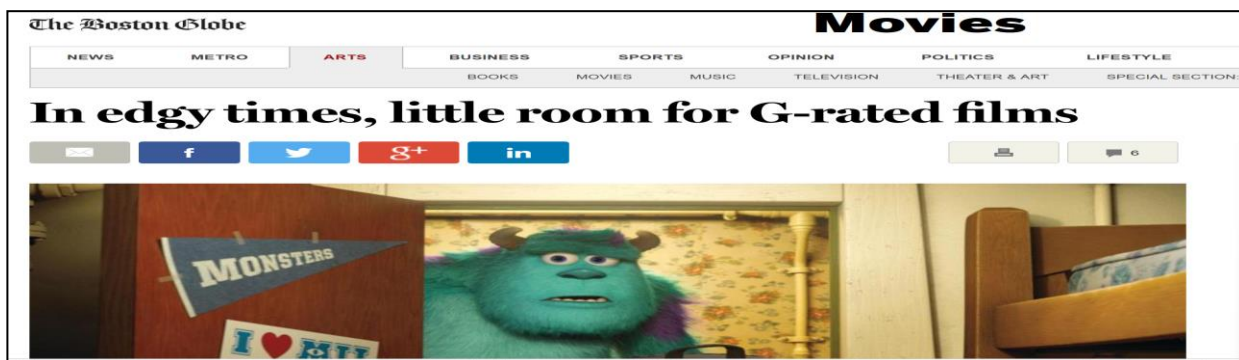 The Boston Globe
Movies
NEWS METRO ARTS BUSINESS SPORTS OPINION POLITICS LIFESTYLE
BOOKS MOVIES MUSIC TELEVISION THEATER & ART SPECIAL SECTION:
In edgy times, little room for G-rated films
f g+ in 6
MONSTERS
I ♥ MU